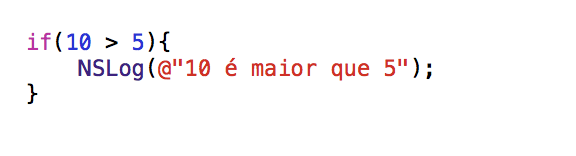 if(10 > 5){
    NSLog(@"10 é maior que 5");
}